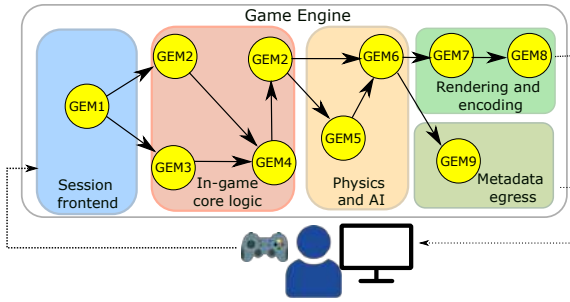 Game Engine
GEM1
Session
frontend
GEM2
GEM3
GEM2
GEM4
In-game
core logic
GEM6
GEM5
Physics
and AI
GEM7
GEM8
Rendering and
encoding
GEM9
Metadata
egress